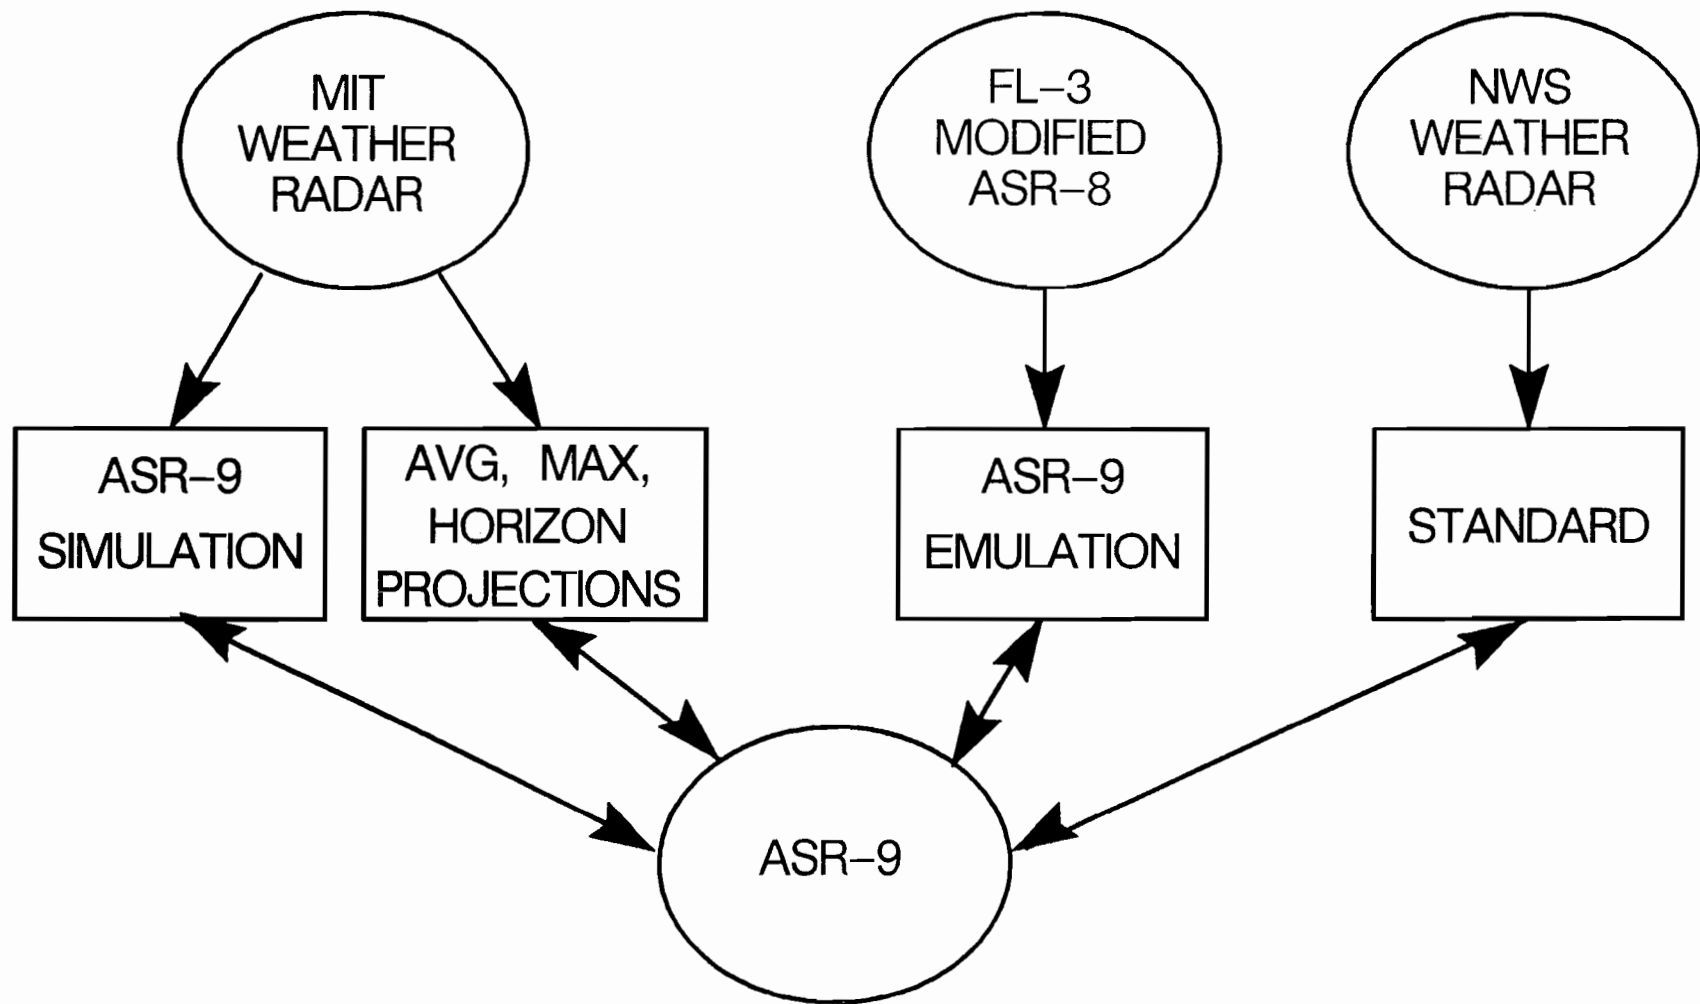 MIT
WEATHER
RADAR
FL–3
MODIFIED
ASR–8
NWS
WEATHER
RADAR
ASR–9
SIMULATION
AVG, MAX,
HORIZON
PROJECTIONS
ASR–9
EMULATION
STANDARD
ASR–9